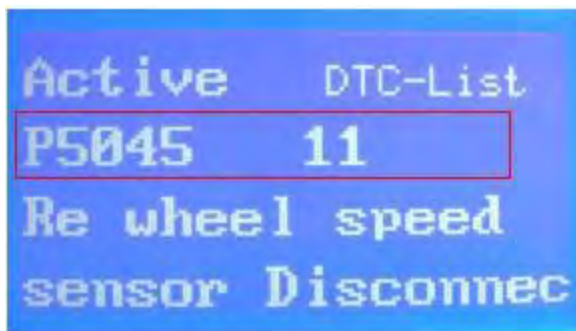 Active DTC-List
P5045 11
Re wheel speed
sensor Disconnec